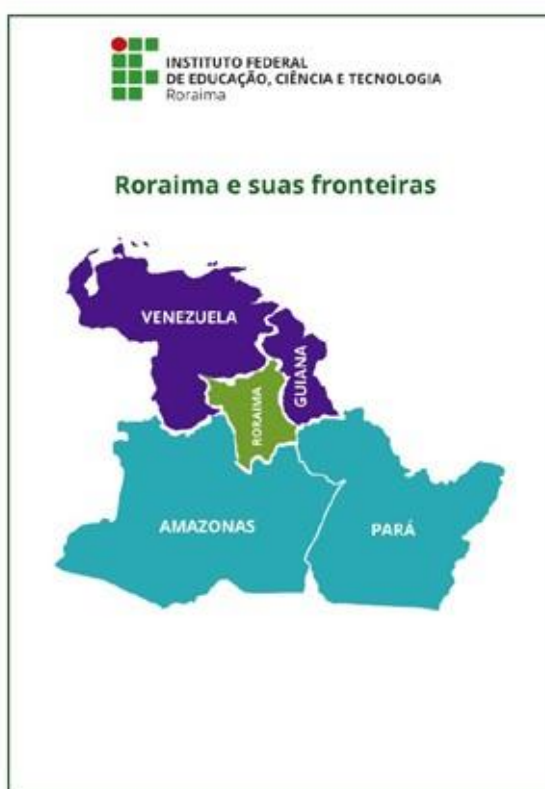 INSTITUTO FEDERAL
DE EDUCAÇÃO, CIÊNCIA E TECNOLOGIA
Roraima
Roraima e suas fronteiras
VENEZUELA
GUIANA
RORAIMA
AMAZONAS
PARÁ